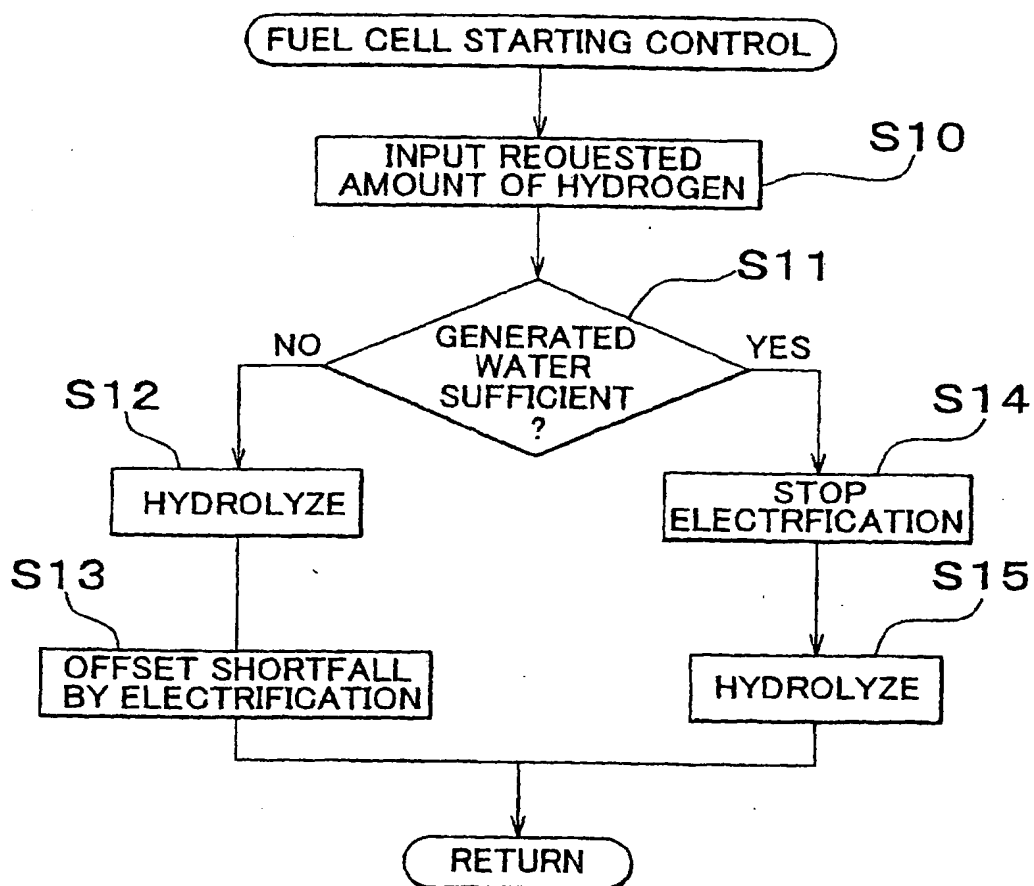 FUEL CELL STARTING CONTROL
S10
INPUT REQUESTED
AMOUNT OF HYDROGEN
S11
GENERATED
WATER
SUFFICIENT
?
NO
YES
S12
HYDROLYZE
S14
STOP
ELECTRFICATION
S13
OFFSET SHORTFALL
BY ELECTRIFICATION
S15
HYDROLYZE
RETURN